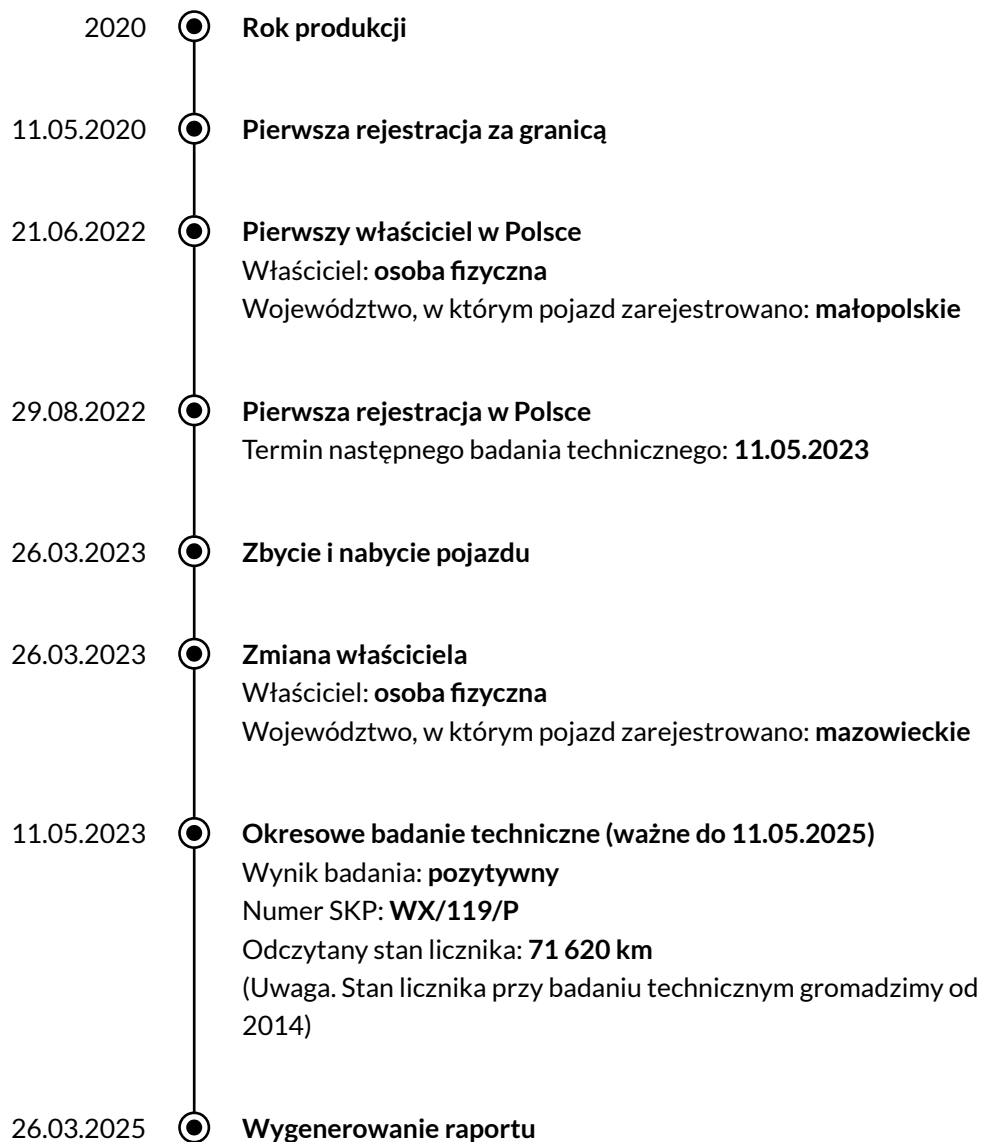 2020 Rok produkcji
11.05.2020 Pierwsza rejestracja za granicą
21.06.2022 Pierwszy właściciel w Polsce
Właściciel: osoba fizyczna
Województwo, w którym pojazd zarejestrowano: małopolskie
29.08.2022 Pierwsza rejestracja w Polsce
Termin następnego badania technicznego: 11.05.2023
26.03.2023 Zbycie i nabycie pojazdu
26.03.2023 Zmiana właściciela
Właściciel: osoba fizyczna
Województwo, w którym pojazd zarejestrowano: mazowieckie
11.05.2023 Okresowe badanie techniczne (ważne do 11.05.2025)
Wynik badania: pozytywny
Numer SKP: WX/119/P
Odczytany stan licznika: 71 620 km
(Uwaga. Stan licznika przy badaniu technicznym gromadzimy od
2014)
26.03.2025 Wygenerowanie raportu